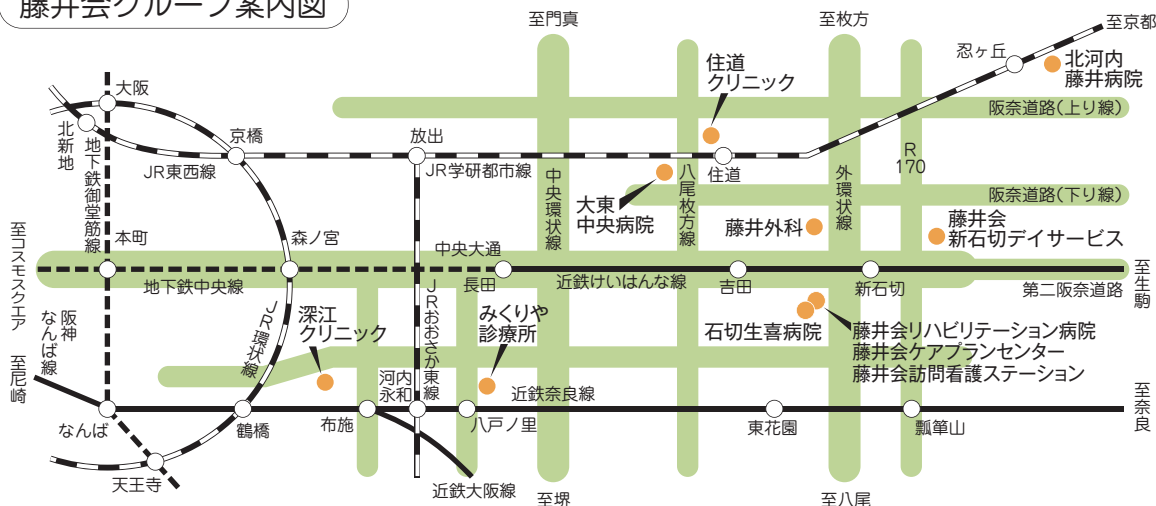 藤井会グループ案内図
至門真
至枚方
至京都
忍ヶ丘
北河内
藤井病院
住道
クリニック
大阪
阪奈道路(上り線)
北新地
地下鉄御堂筋線
京橋
放出
R
170
JR東西線
JR学研都市線
住道
中央環状線
八尾枚方線
外環状線
阪奈道路(下り線)
大東
中央病院
藤井外科
藤井会
新石切デイサービス
至コスモスクエア
本町
森ノ宮
中央大通
地下鉄中央線
長田
近鉄けいはんな線
吉田
新石切
第二阪奈道路
至生駒
JR環状線
JRおおさか東線
阪神
なんば線
深江
クリニック
みくりや
診療所
石切生喜病院
藤井会リハビリテーション病院
藤井会ケアプランセンター
藤井会訪問看護ステーション
至尼崎
河内
永和
近鉄奈良線
至奈良
なんば
鶴橋
布施
八戸ノ里
東花園
瓢箪山
天王寺
近鉄大阪線
至堺
至八尾